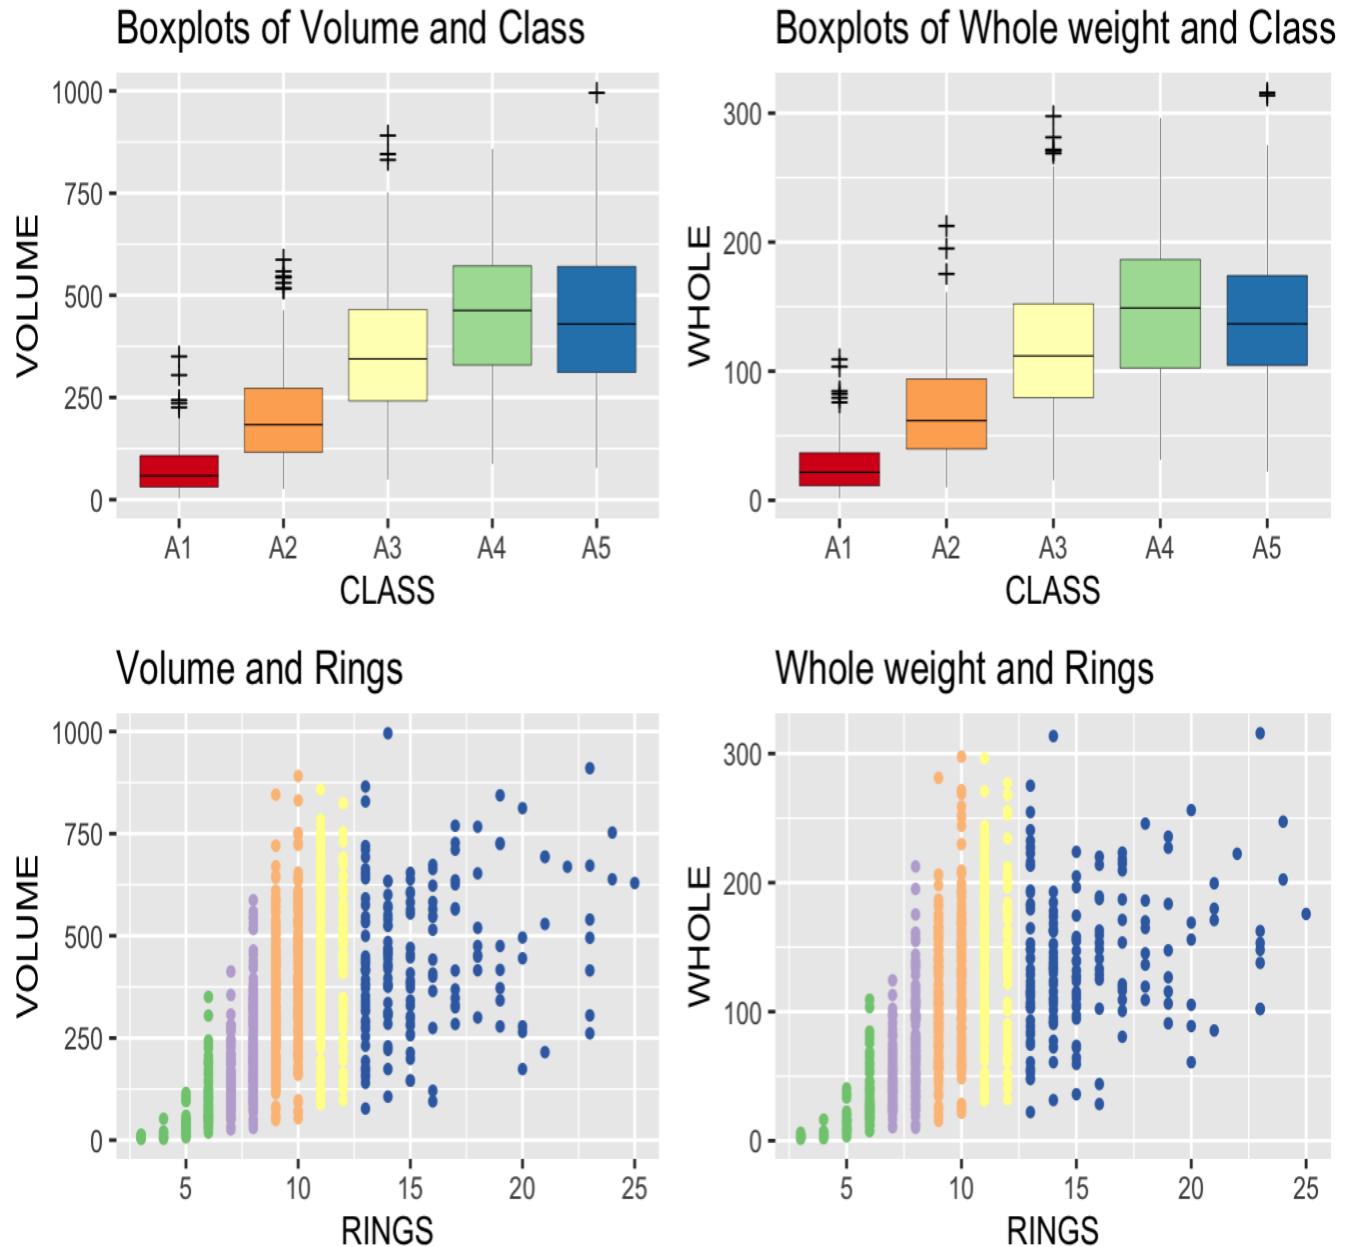 Boxplots of Volume and Class
1000
750
500
250
0
VOLUME
A1 A2 A3 A4 A5
CLASS
Boxplots of Whole weight and Class
300
200
100
0
WHOLE
A1 A2 A3 A4 A5
CLASS
Volume and Rings
1000
750
500
250
0
VOLUME
5 10 15 20 25
RINGS
Whole weight and Rings
300
200
100
0
WHOLE
5 10 15 20 25
RINGS